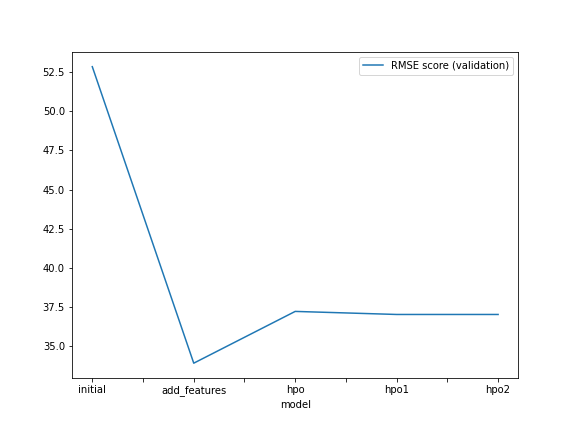 RMSE score (validation)
52.5
50.0
47.5
45.0
42.5
40.0
37.5
35.0
initial add_features hpo hpo1 hpo2
model